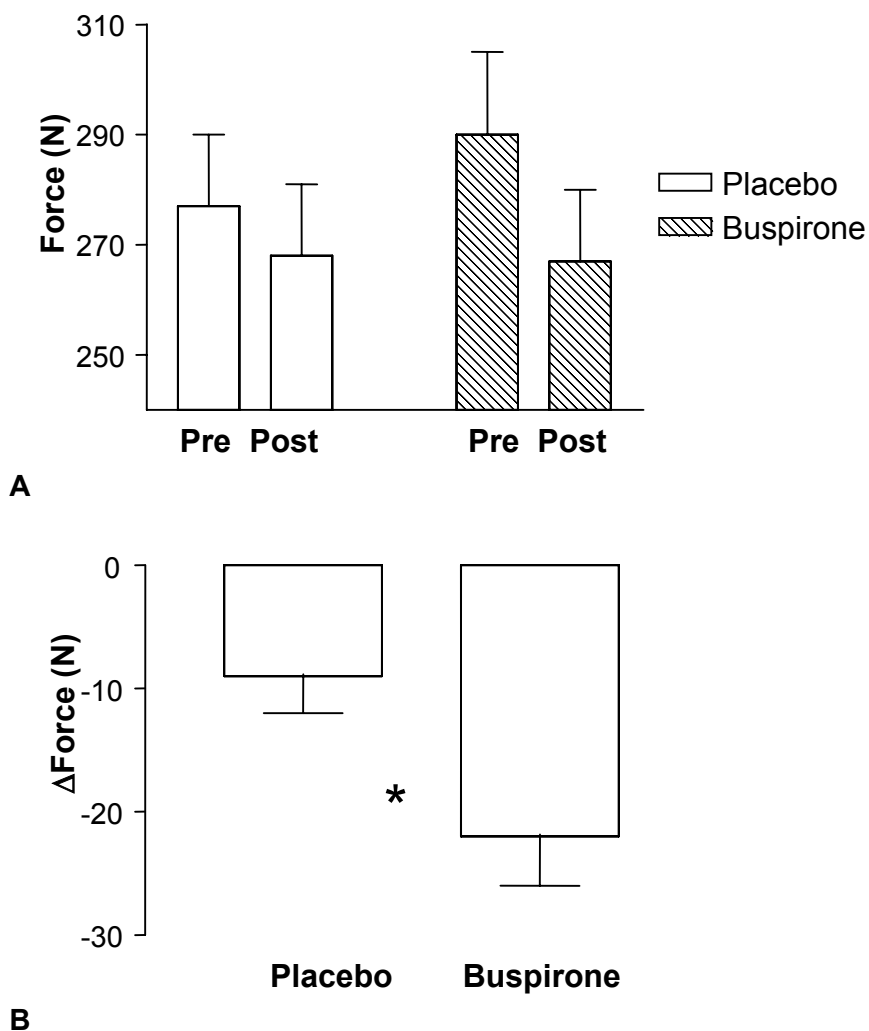 310
290
270
250
Force (N)
Placebo
Buspirone
Pre Post Pre Post
A
0
-10
-20
-30
ΔForce (N)
*
Placebo Buspirone
B